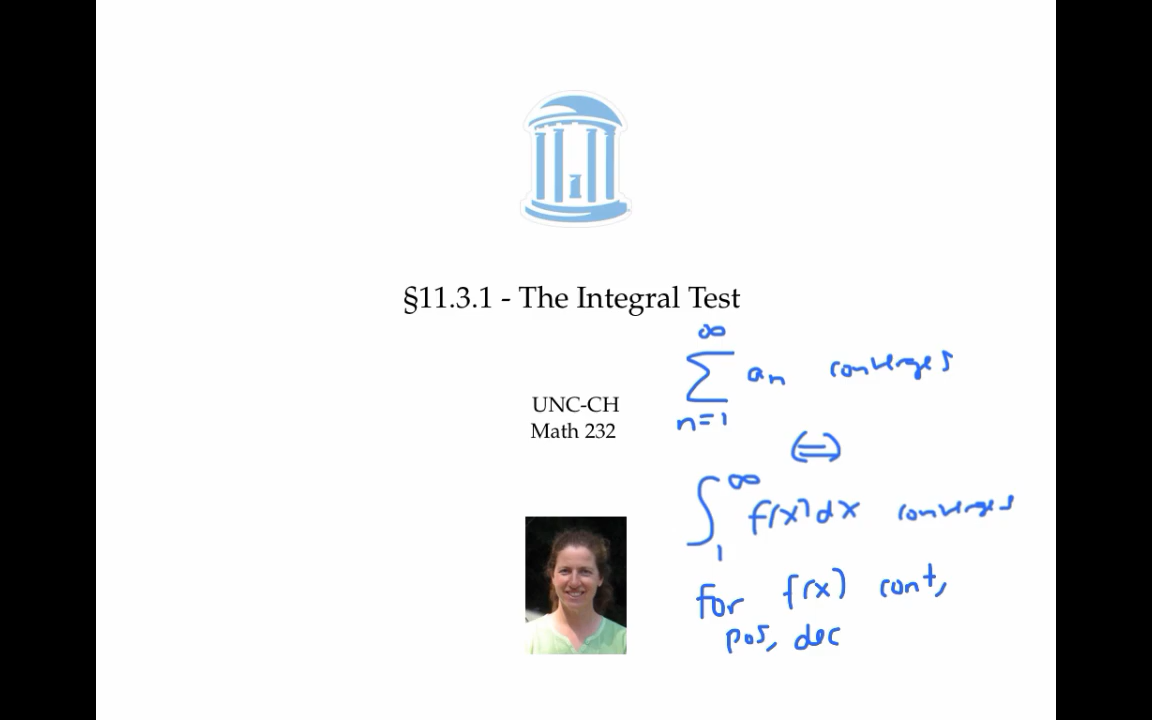 §11.3.1 - The Integral Test
UNC-CH
Math 232
∞
∑ an converges
n=1
⟺
∫₁^∞ f(x)dx converges
for f(x) cont,
pos, dec